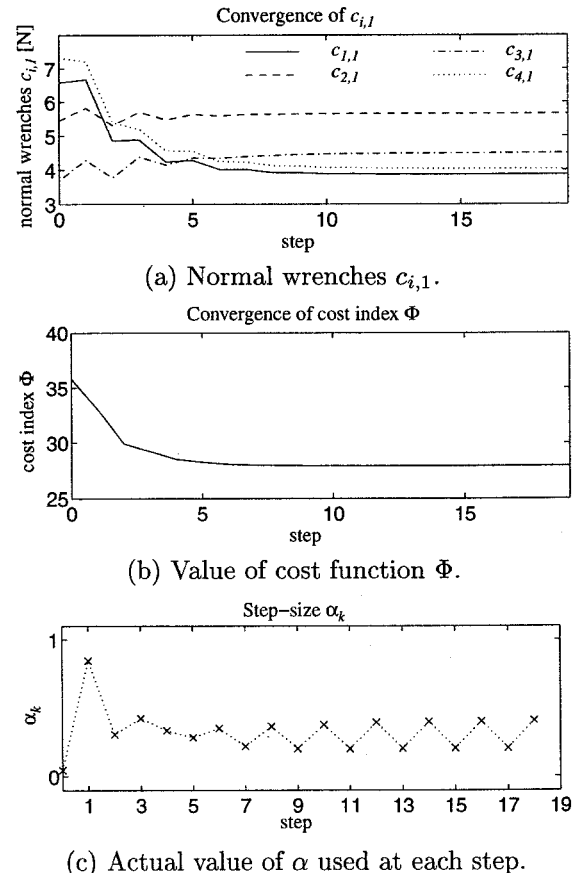 Convergence of c_{i,1}
normal wrenches c_{i,1} [N]
c_{1,1}
c_{2,1}
c_{3,1}
c_{4,1}
7
6
5
4
3
0 5 10 15
step
(a) Normal wrenches c_{i,1}.
Convergence of cost index Φ
cost index Φ
40
35
30
25
0 5 10 15
step
(b) Value of cost function Φ.
Step−size α_k
α_k
1
0
1 3 5 7 9 11 13 15 17 19
step
(c) Actual value of α used at each step.